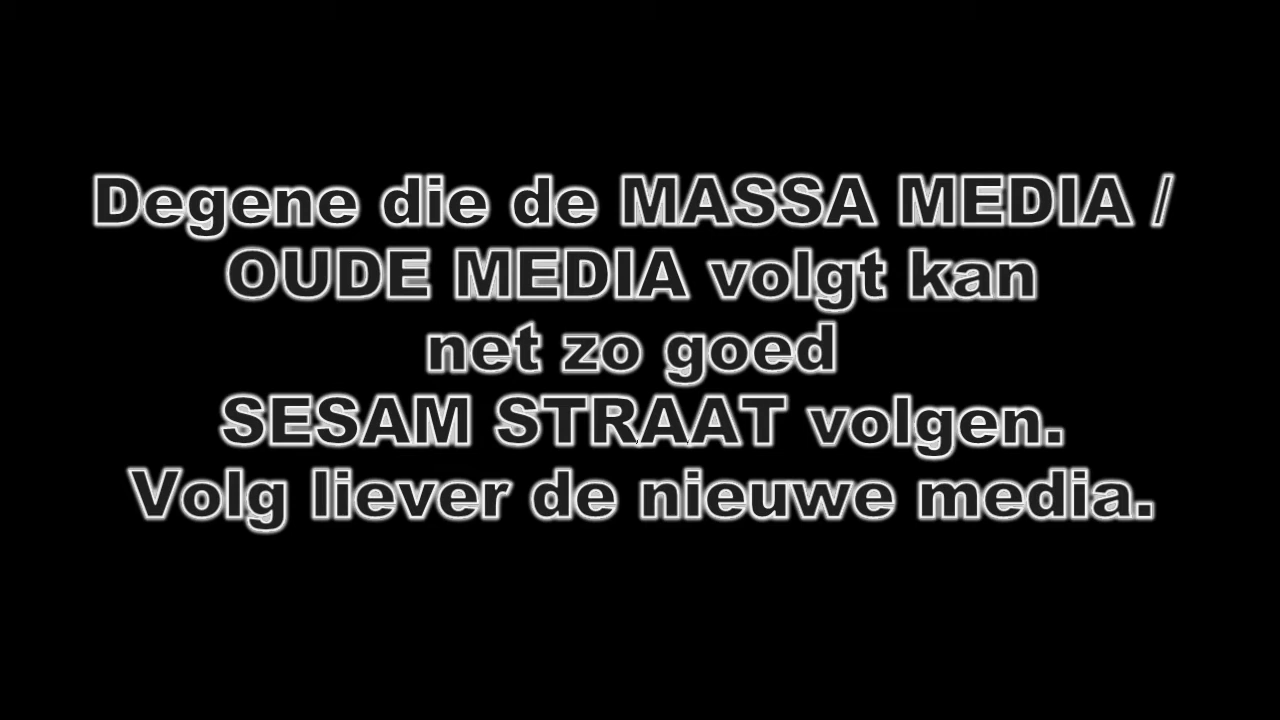 Degene die de MASSA MEDIA /
OUDE MEDIA volgt kan
net zo goed
SESAM STRAAT volgen.
Volg liever de nieuwe media.